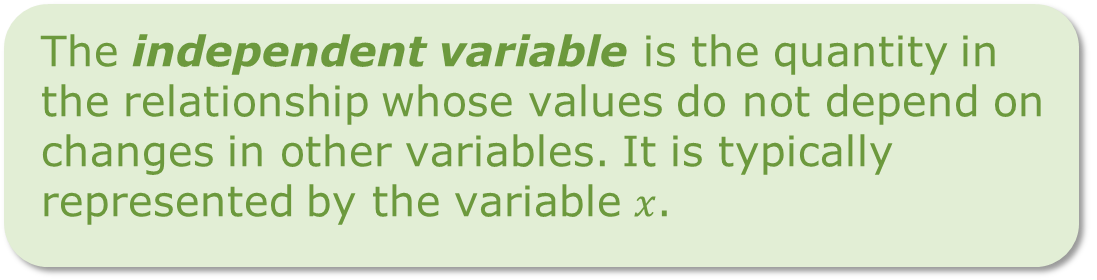 The independent variable is the quantity in
the relationship whose values do not depend on
changes in other variables. It is typically
represented by the variable x.